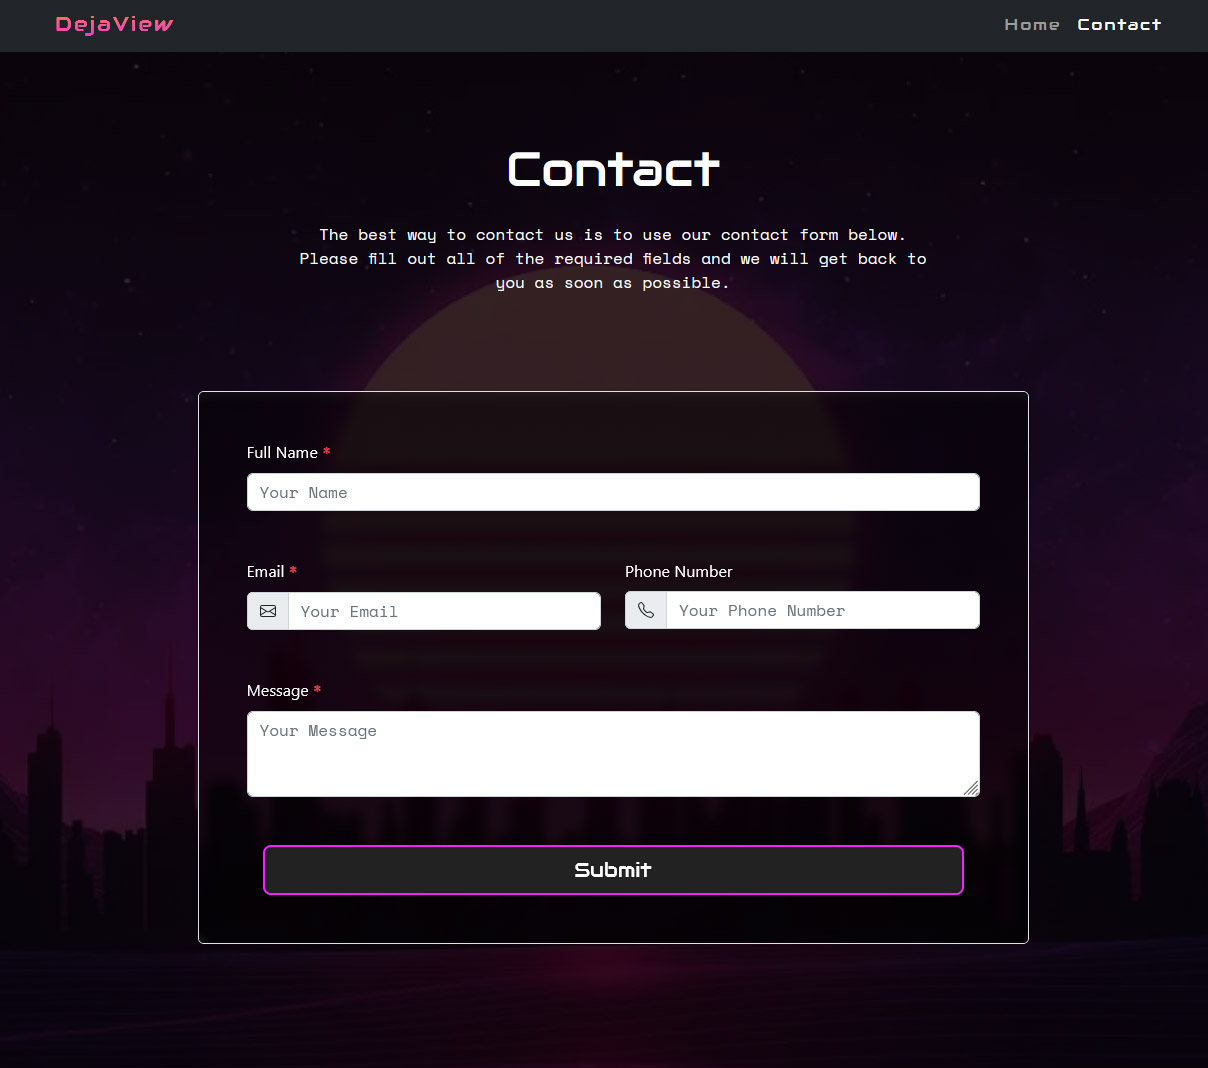 DejaView
Home Contact
Contact
The best way to contact us is to use our contact form below.
Please fill out all of the required fields and we will get back to
you as soon as possible.
Full Name *
Your Name
Email *
Phone Number
Your Email
Your Phone Number
Message *
Your Message
Submit